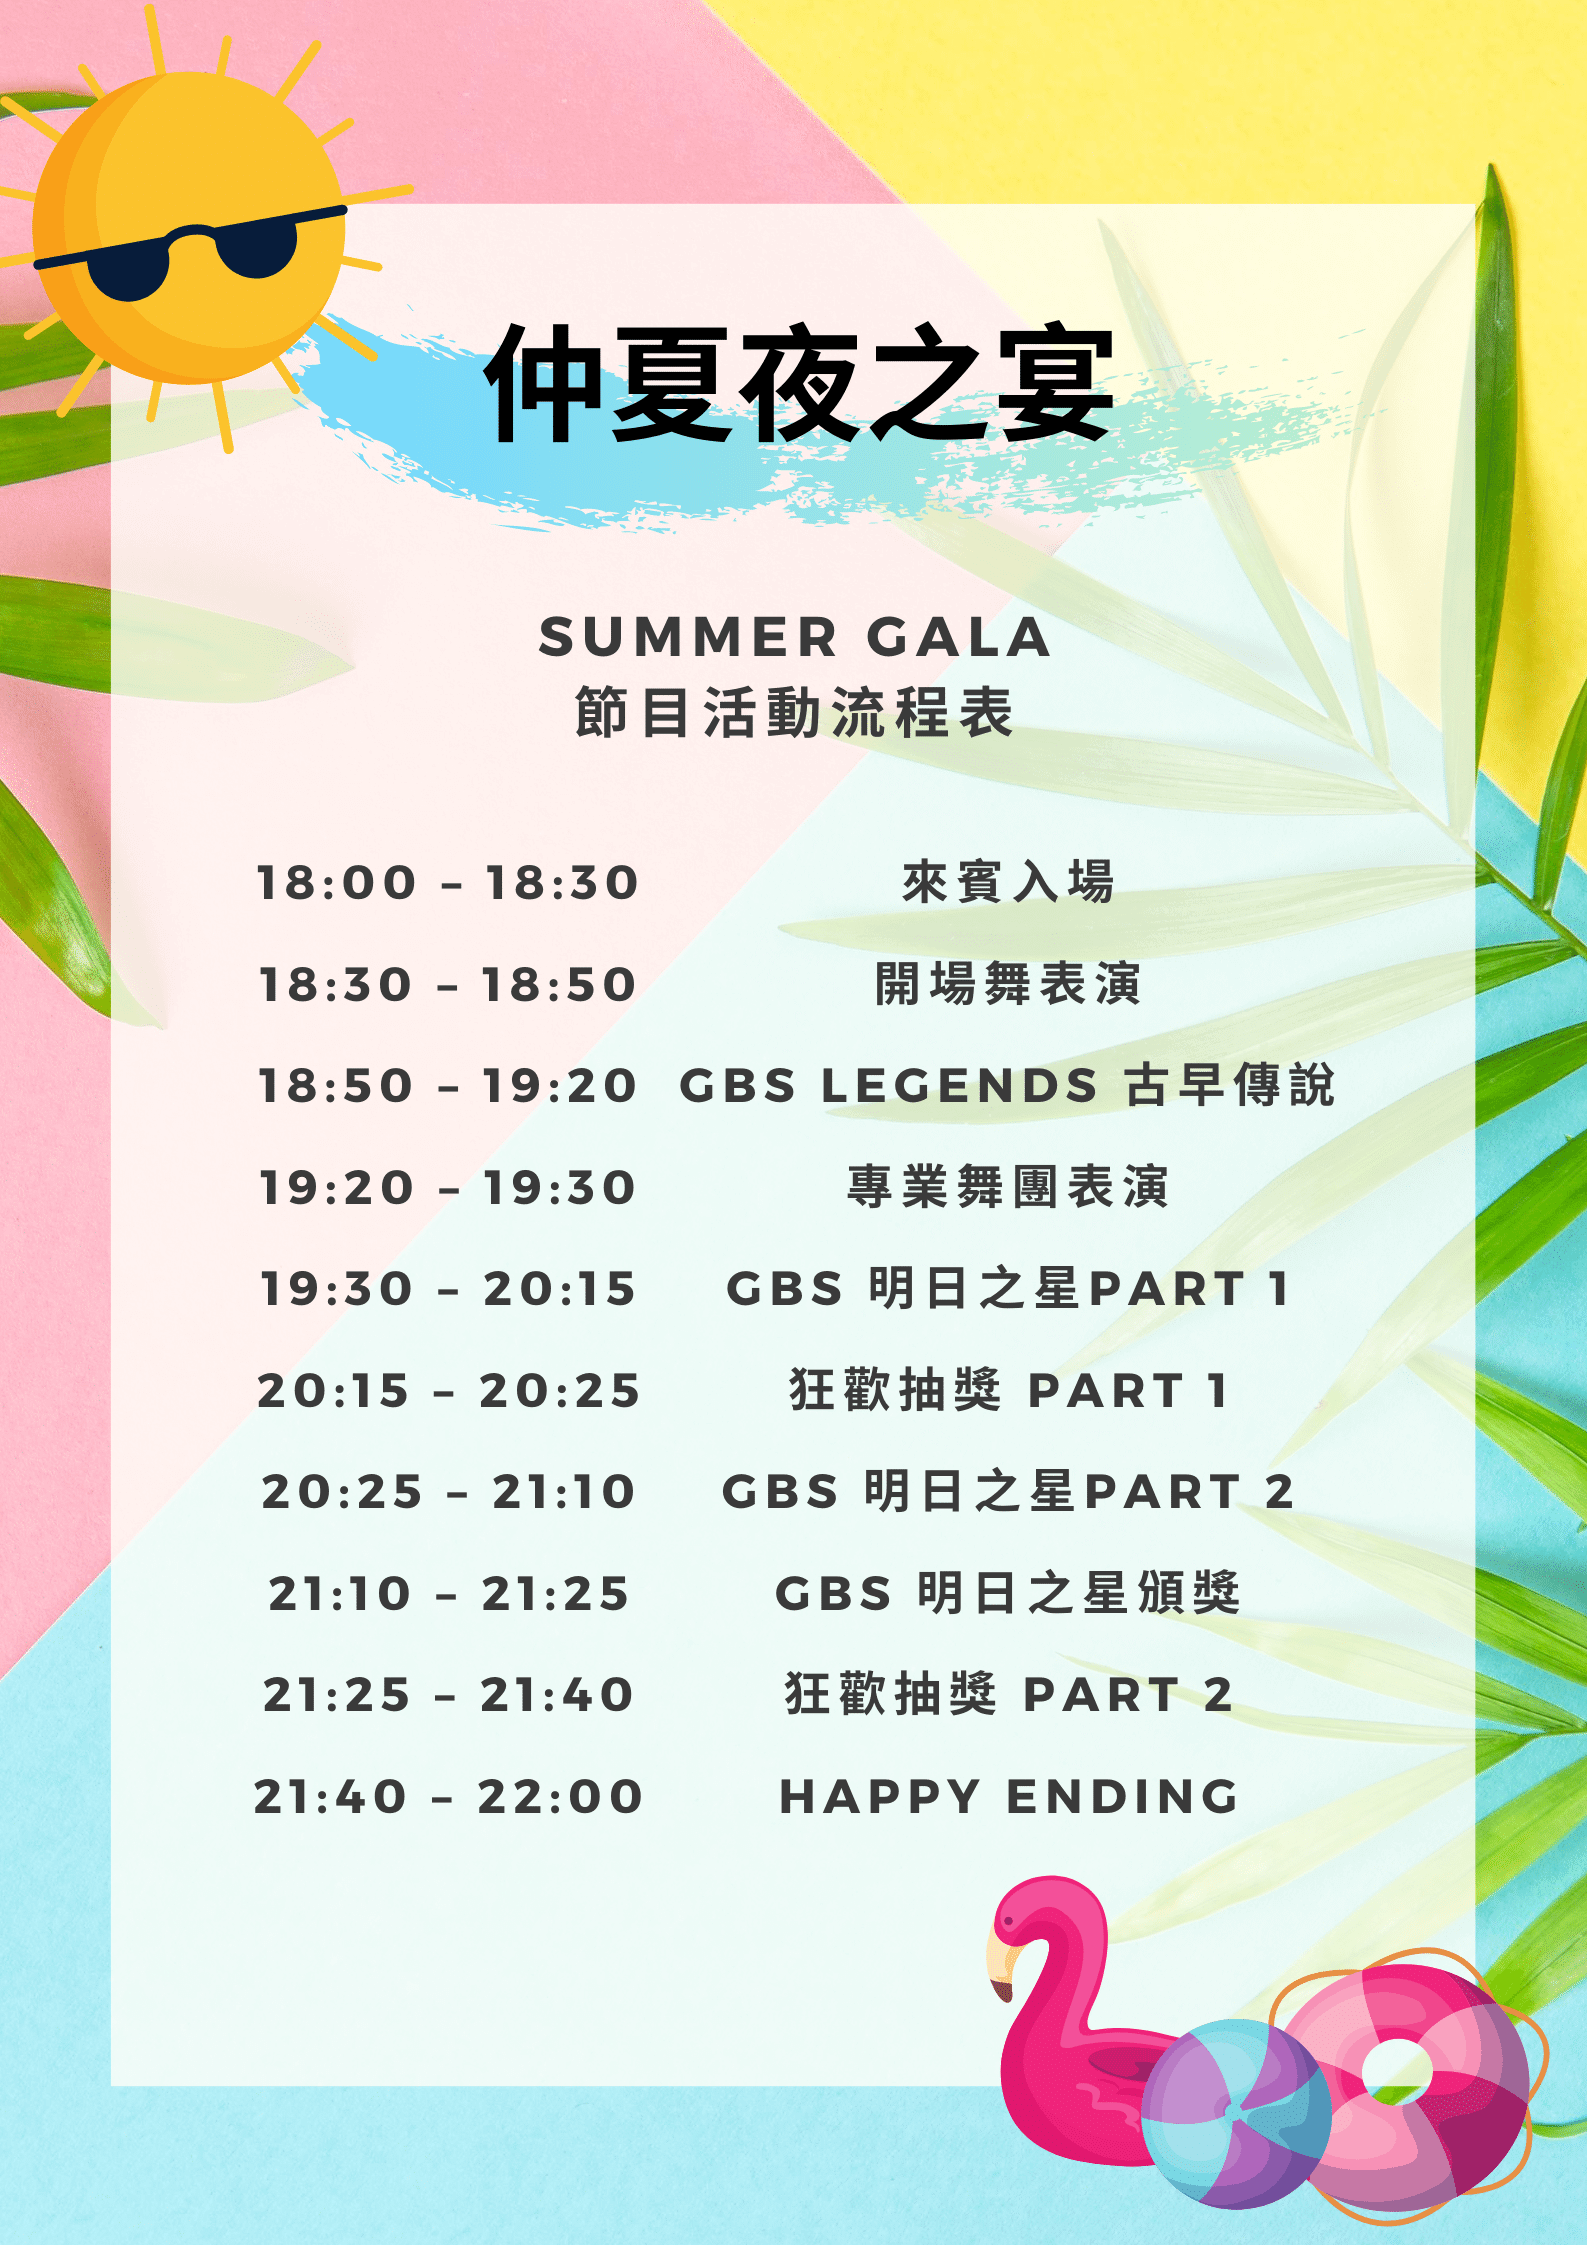 仲夏夜之宴
SUMMER GALA
節目活動流程表
18:00 – 18:30 來賓入場
18:30 – 18:50 開場舞表演
18:50 – 19:20 GBS LEGENDS 古早傳說
19:20 – 19:30 專業舞團表演
19:30 – 20:15 GBS 明日之星PART 1
20:15 – 20:25 狂歡抽獎 PART 1
20:25 – 21:10 GBS 明日之星PART 2
21:10 – 21:25 GBS 明日之星頒獎
21:25 – 21:40 狂歡抽獎 PART 2
21:40 – 22:00 HAPPY ENDING